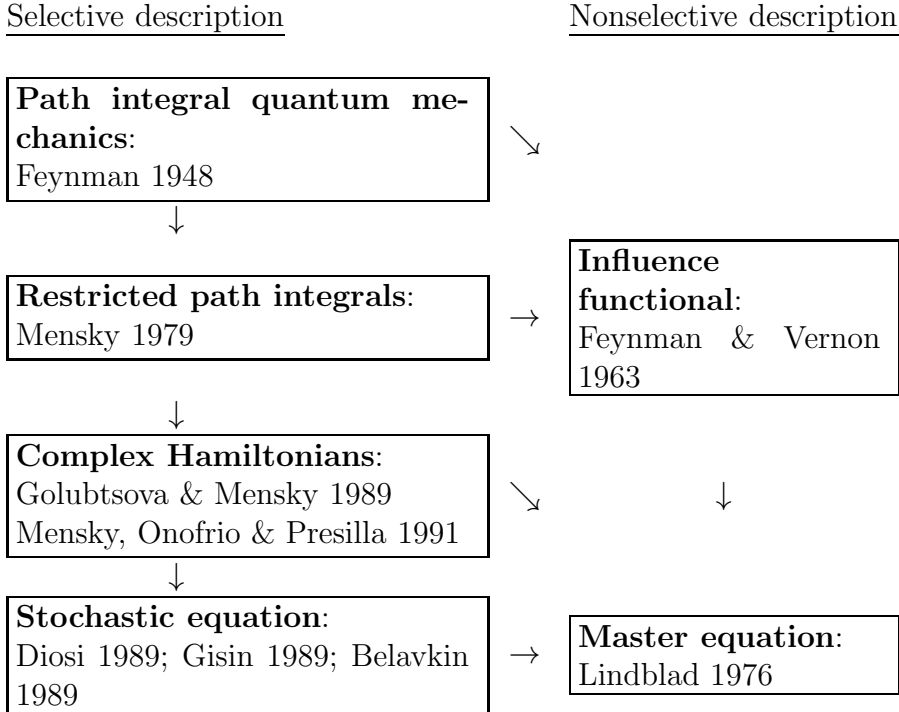 Selective description
Nonselective description
Path integral quantum me-
chanics:
Feynman 1948
↘
↓
Restricted path integrals:
Mensky 1979
→
Influence
functional:
Feynman & Vernon
1963
↓
Complex Hamiltonians:
Golubtsova & Mensky 1989
Mensky, Onofrio & Presilla 1991
↘
↓
↓
Stochastic equation:
Diosi 1989; Gisin 1989; Belavkin
1989
→
Master equation:
Lindblad 1976